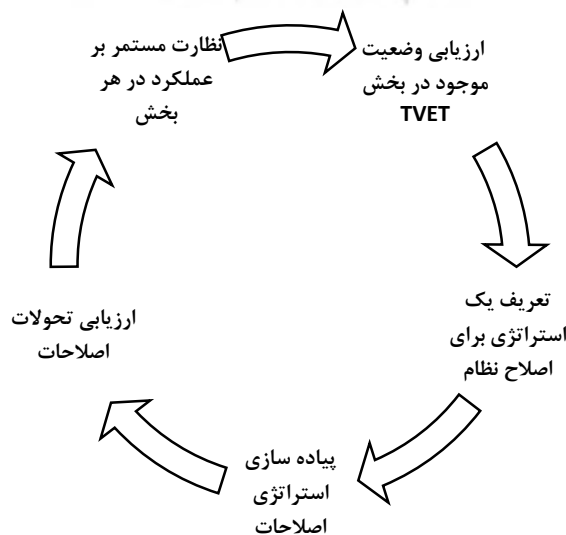 ارزیابی وضعیت
موجود در بخش
TVET
تعریف یک
استراتژی برای
اصلاح نظام
پیاده سازی
استراتژی
اصلاحات
ارزیابی تحولات
اصلاحات
نظارت مستمر بر
عملکرد در هر
بخش